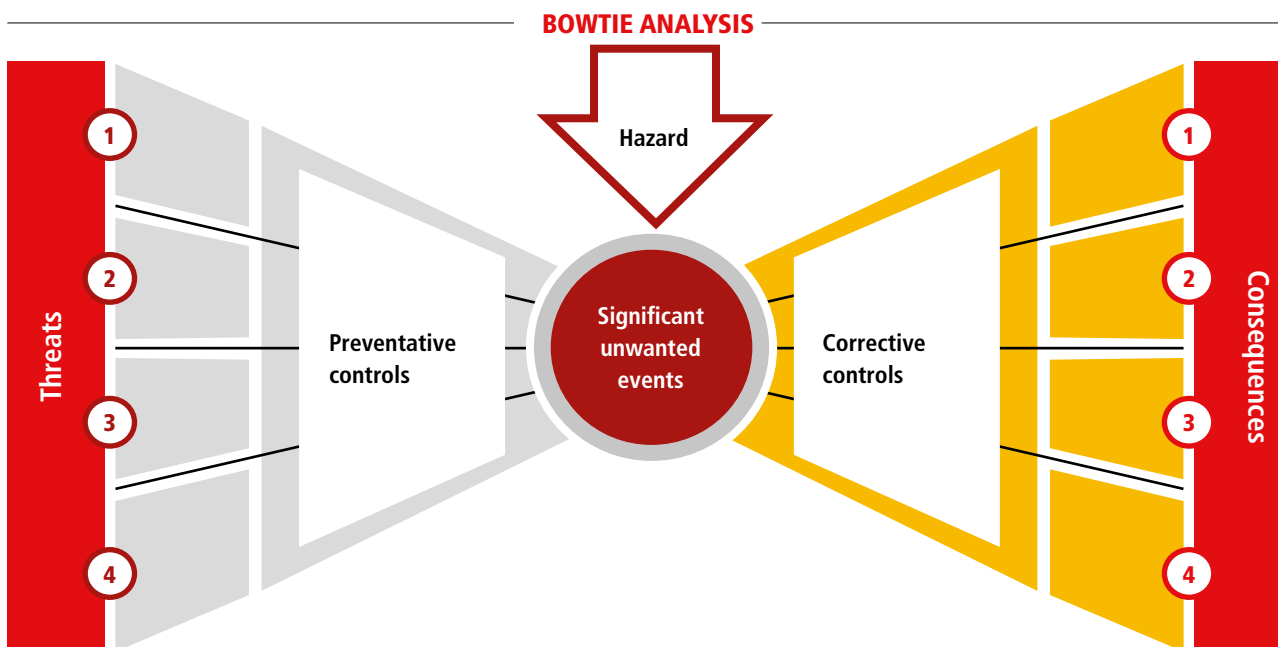 BOWTIE ANALYSIS
Hazard
Threats
1
2
3
4
Preventative
controls
Significant
unwanted
events
Corrective
controls
1
2
3
4
Consequences